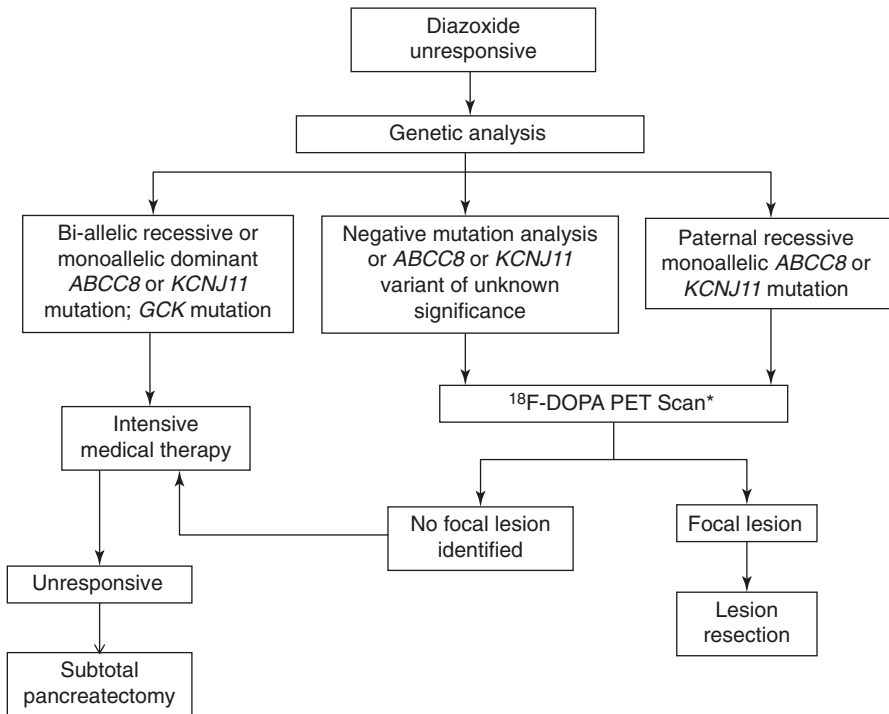 Diazoxide
unresponsive
Genetic analysis
Bi-allelic recessive or
monoallelic dominant
ABCC8 or KCNJ11
mutation; GCK mutation
Negative mutation analysis
or ABCC8 or KCNJ11
variant of unknown
significance
Paternal recessive
monoallelic ABCC8 or
KCNJ11 mutation
18F-DOPA PET Scan*
Intensive
medical therapy
No focal lesion
identified
Focal lesion
Unresponsive
Lesion
resection
Subtotal
pancreatectomy